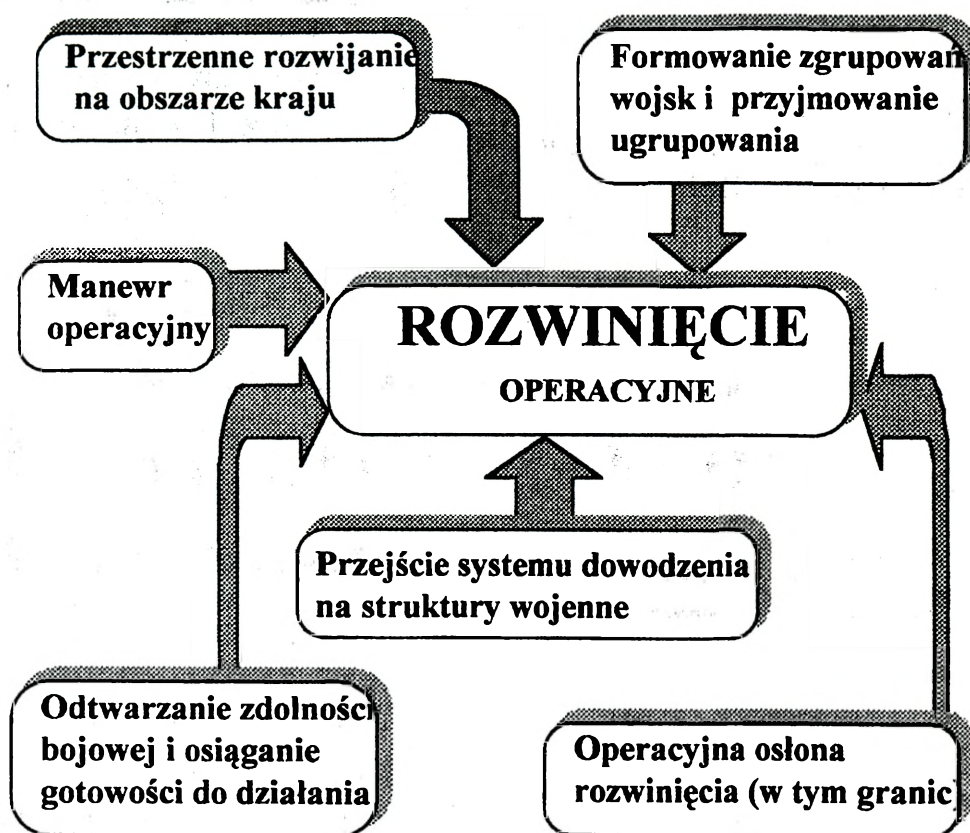 Przestrzenne rozwijanie
na obszarze kraju
Formowanie zgrupowań
wojsk i przyjmowanie
ugrupowania
Manewr
operacyjny
ROZWINIĘCIE
OPERACYJNE
Przejście systemu dowodzenia
na struktury wojenne
Odtwarzanie zdolności
bojowej i osiąganie
gotowości do działania
Operacyjna osłona
rozwinięcia (w tym granic)